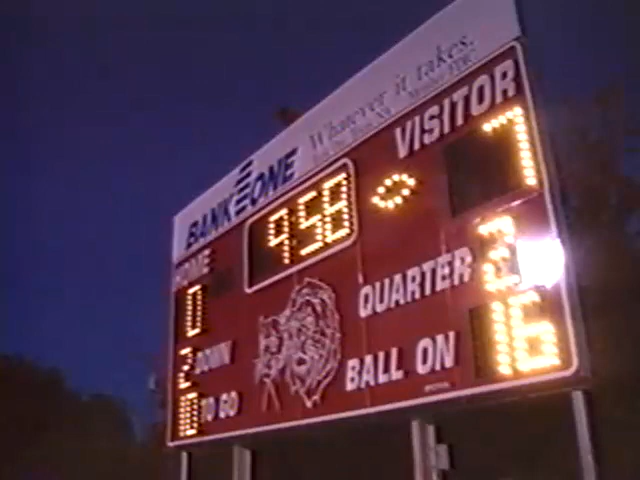 Whatever it takes.
BANK ONE
VISITOR
7
9:58
HOME
0
QUARTER 2
2 DOWN
BALL ON 16
10 TO GO